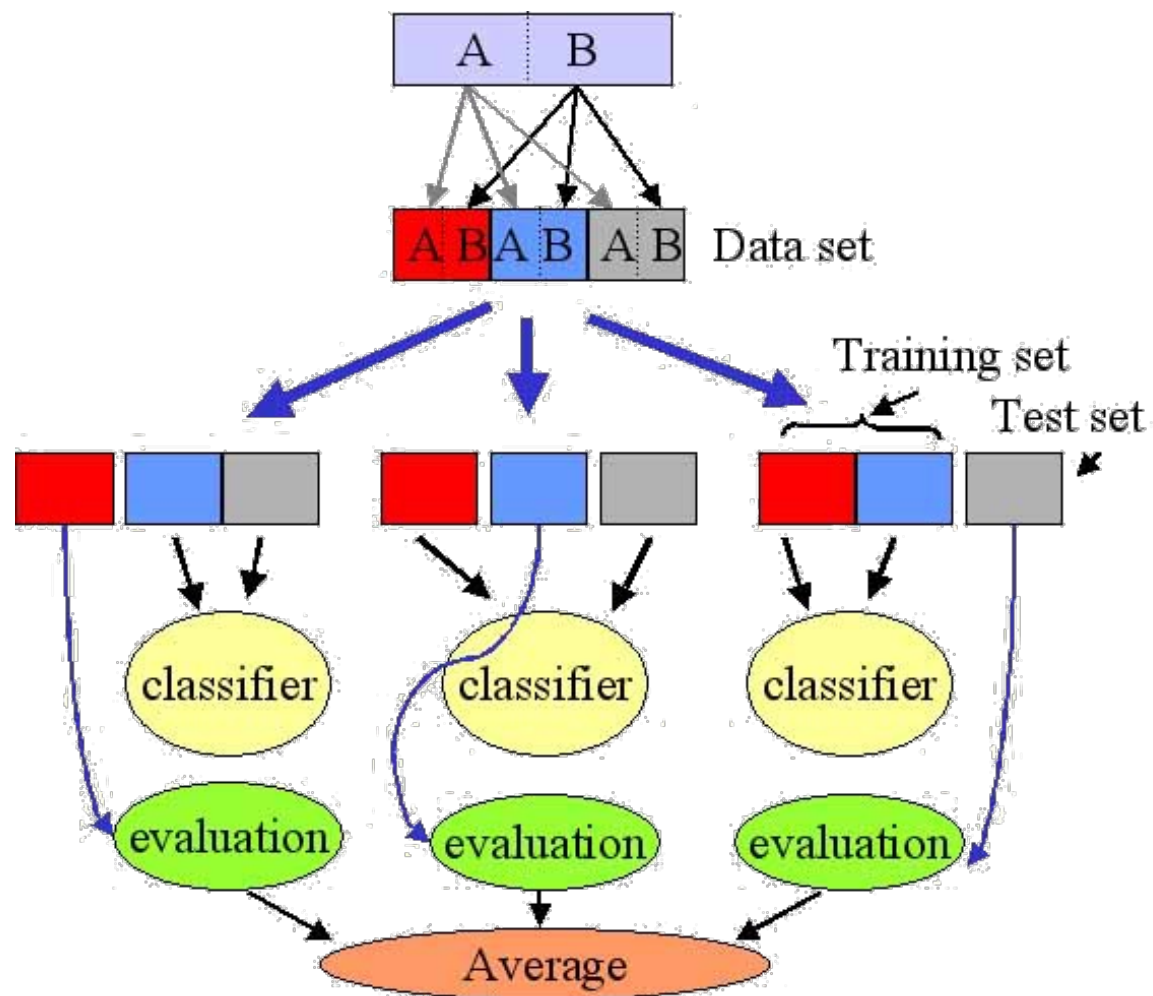 A B
A B A B A B Data set
Training set
Test set
classifier classifier classifier
evaluation evaluation evaluation
Average